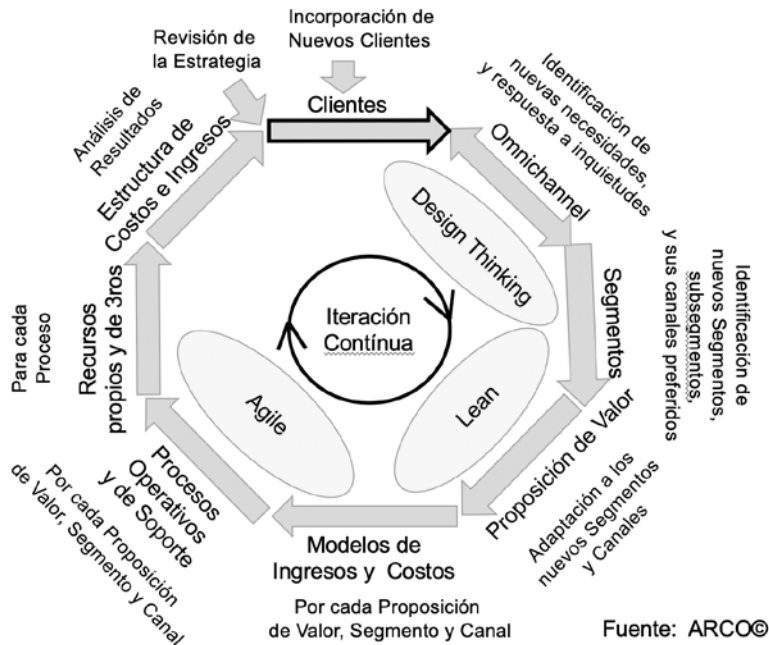 Incorporación de
Nuevos Clientes
Revisión de
la Estrategia
Clientes
Identificación de
nuevas necesidades,
y respuesta a inquietudes
Omnichannel
Design Thinking
Segmentos
Identificación de
nuevos Segmentos,
subsegmentos,
y sus canales preferidos
Proposición de Valor
Adaptación a los
nuevos Segmentos
y Canales
Lean
Modelos de
Ingresos y Costos
Por cada Proposición
de Valor, Segmento y Canal
Agile
Procesos
Operativos
y de Soporte
Por cada Proposición
de Valor, Segmento y Canal
Recursos
propios y de 3ros
Para cada
Proceso
Estructura de
Costos e Ingresos
Análisis de
Resultados
Iteración
Contínua
Fuente: ARCO©